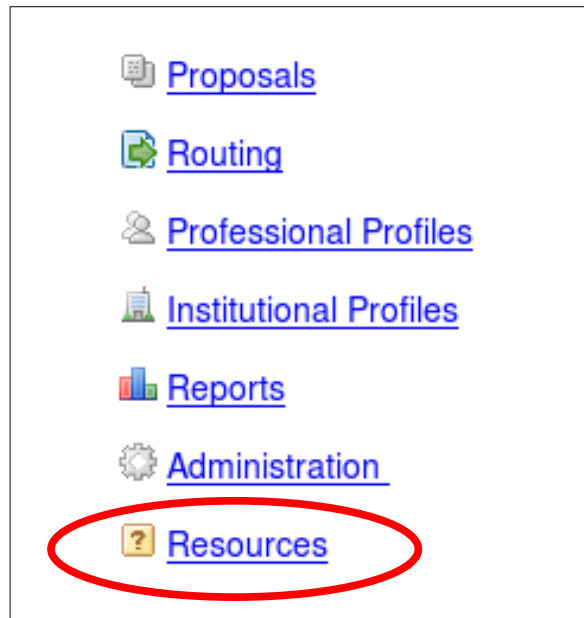 Proposals
Routing
Professional Profiles
Institutional Profiles
Reports
Administration
? Resources